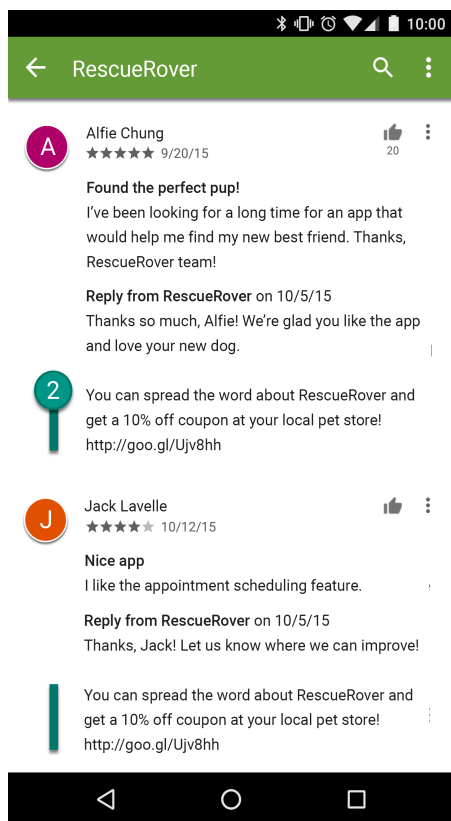 10:00
RescueRover
A
Alfie Chung
9/20/15
20
Found the perfect pup!
I’ve been looking for a long time for an app that
would help me find my new best friend. Thanks,
RescueRover team!
Reply from RescueRover on 10/5/15
Thanks so much, Alfie! We’re glad you like the app
and love your new dog.
2
You can spread the word about RescueRover and
get a 10% off coupon at your local pet store!
http://goo.gl/Ujv8hh
J
Jack Lavelle
10/12/15
Nice app
I like the appointment scheduling feature.
Reply from RescueRover on 10/5/15
Thanks, Jack! Let us know where we can improve!
You can spread the word about RescueRover and
get a 10% off coupon at your local pet store!
http://goo.gl/Ujv8hh